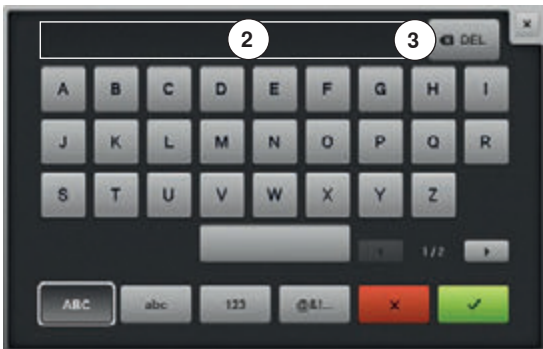 2 3 DEL ×
A B C D E F G H I
J K L M N O P Q R
S T U V W X Y Z
1/2
ABC abc 123 @&!...